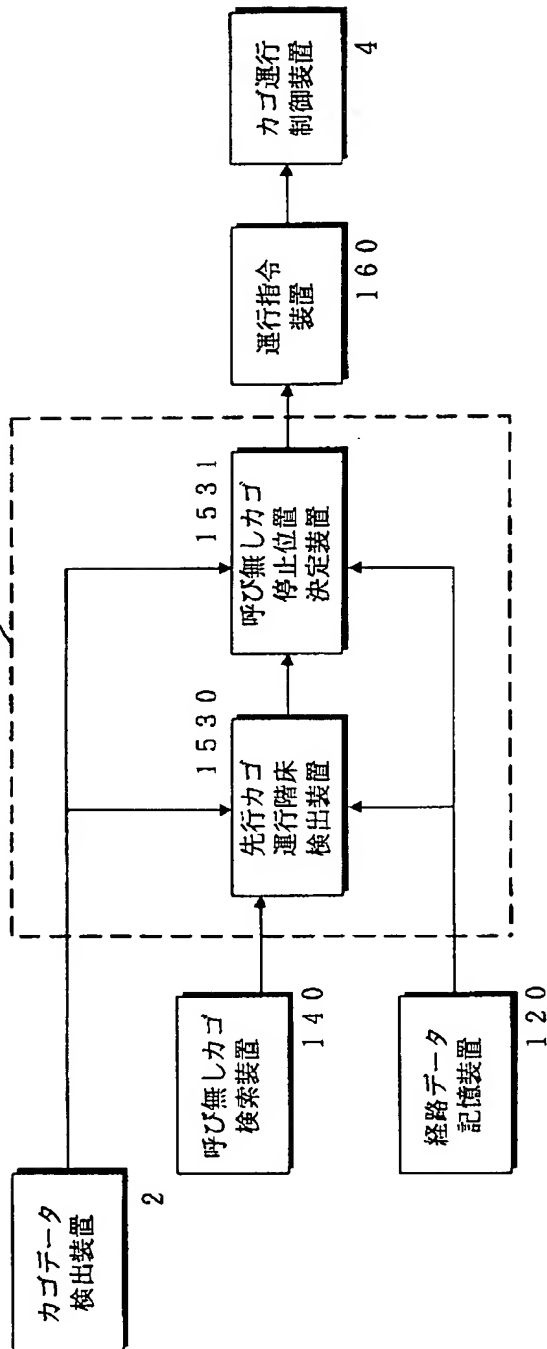 カゴデータ
検出装置
2
呼び無しカゴ
検索装置
140
経路データ
記憶装置
120
先行カゴ
運行階床
検出装置
1530
呼び無しカゴ
停止位置
決定装置
1531
運行指令
装置
160
カゴ運行
制御装置
4